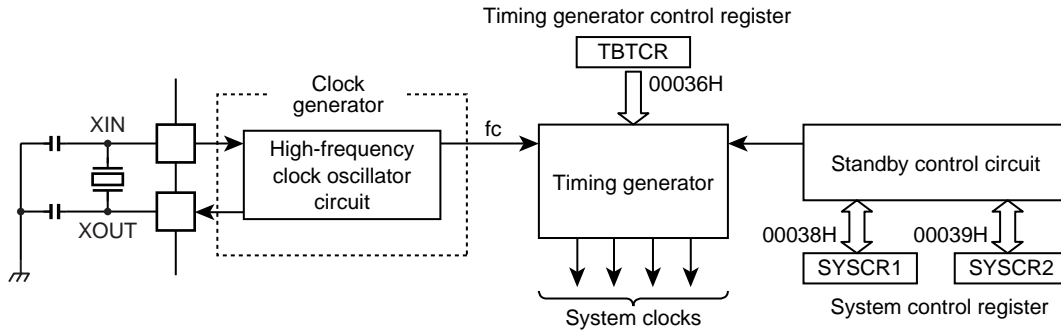 Timing generator control register
TBTCR
00036H
Clock
generator
XIN
High-frequency
clock oscillator
circuit
fc
Timing generator
Standby control circuit
XOUT
00038H
00039H
SYSCR1
SYSCR2
System clocks
System control register